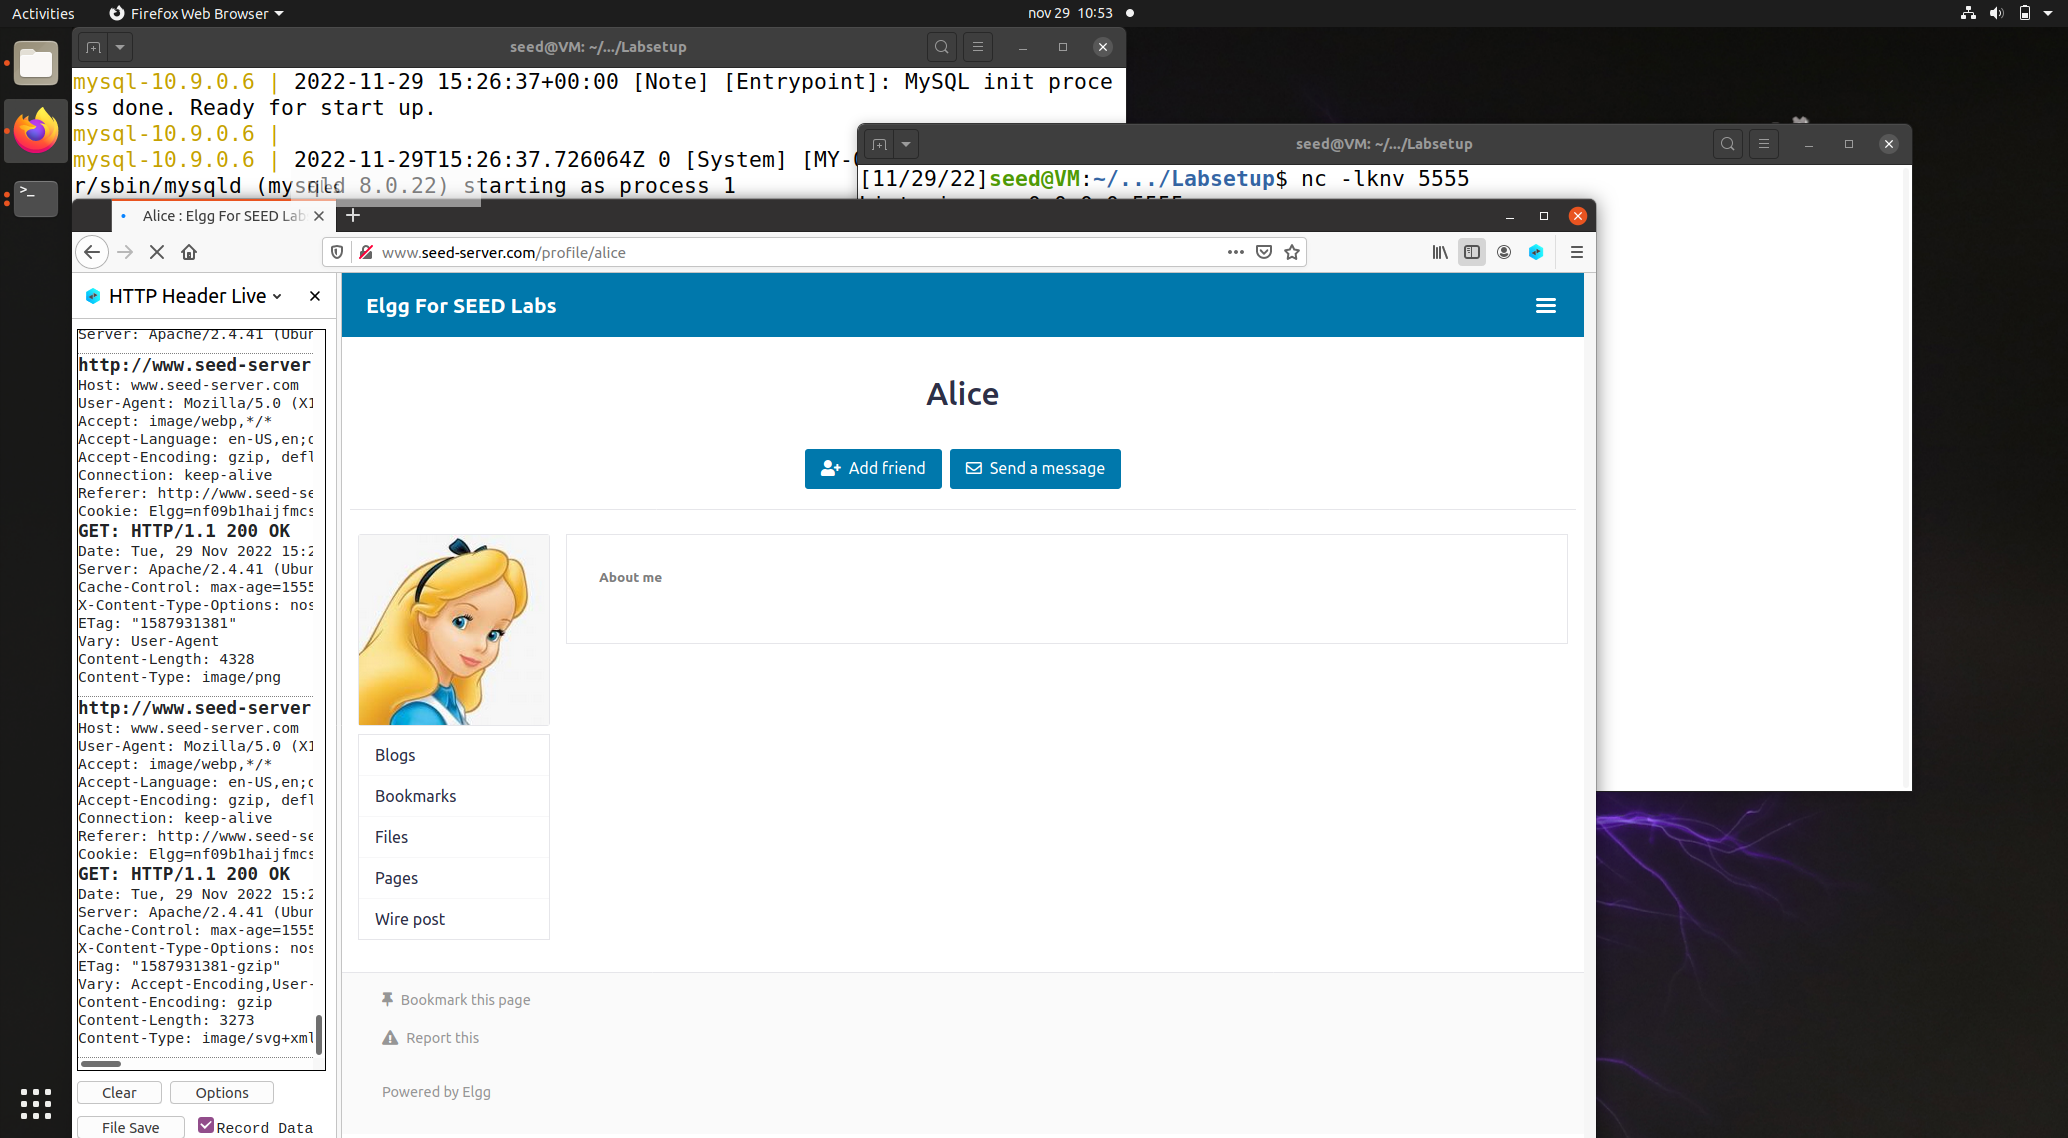 Activities
Firefox Web Browser
nov 29 10:53
seed@VM: ~/.../Labsetup
mysql-10.9.0.6 | 2022-11-29 15:26:37+00:00 [Note] [Entrypoint]: MySQL init proce
ss done. Ready for start up.
mysql-10.9.0.6 |
mysql-10.9.0.6 | 2022-11-29T15:26:37.726064Z 0 [System] [MY-
r/sbin/mysqld (mysqld 8.0.22) starting as process 1
seed@VM: ~/.../Labsetup
[11/29/22]seed@VM:~/.../Labsetup$ nc -lknv 5555
Alice : Elgg For SEED Lab
www.seed-server.com/profile/alice
HTTP Header Live
Server: Apache/2.4.41 (Ubun
http://www.seed-server
Host: www.seed-server.com
User-Agent: Mozilla/5.0 (X1
Accept: image/webp,*/*
Accept-Language: en-US,en;q
Accept-Encoding: gzip, defl
Connection: keep-alive
Referer: http://www.seed-se
Cookie: Elgg=nf09b1haijfmcs
GET: HTTP/1.1 200 OK
Date: Tue, 29 Nov 2022 15:2
Server: Apache/2.4.41 (Ubun
Cache-Control: max-age=1555
X-Content-Type-Options: nos
ETag: "1587931381"
Vary: User-Agent
Content-Length: 4328
Content-Type: image/png
http://www.seed-server
Host: www.seed-server.com
User-Agent: Mozilla/5.0 (X1
Accept: image/webp,*/*
Accept-Language: en-US,en;q
Accept-Encoding: gzip, defl
Connection: keep-alive
Referer: http://www.seed-se
Cookie: Elgg=nf09b1haijfmcs
GET: HTTP/1.1 200 OK
Date: Tue, 29 Nov 2022 15:2
Server: Apache/2.4.41 (Ubun
Cache-Control: max-age=1555
X-Content-Type-Options: nos
ETag: "1587931381-gzip"
Vary: Accept-Encoding,User-
Content-Encoding: gzip
Content-Length: 3273
Content-Type: image/svg+xml
Clear
Options
File Save
Record Data
Elgg For SEED Labs
Alice
Add friend
Send a message
About me
Blogs
Bookmarks
Files
Pages
Wire post
Bookmark this page
Report this
Powered by Elgg